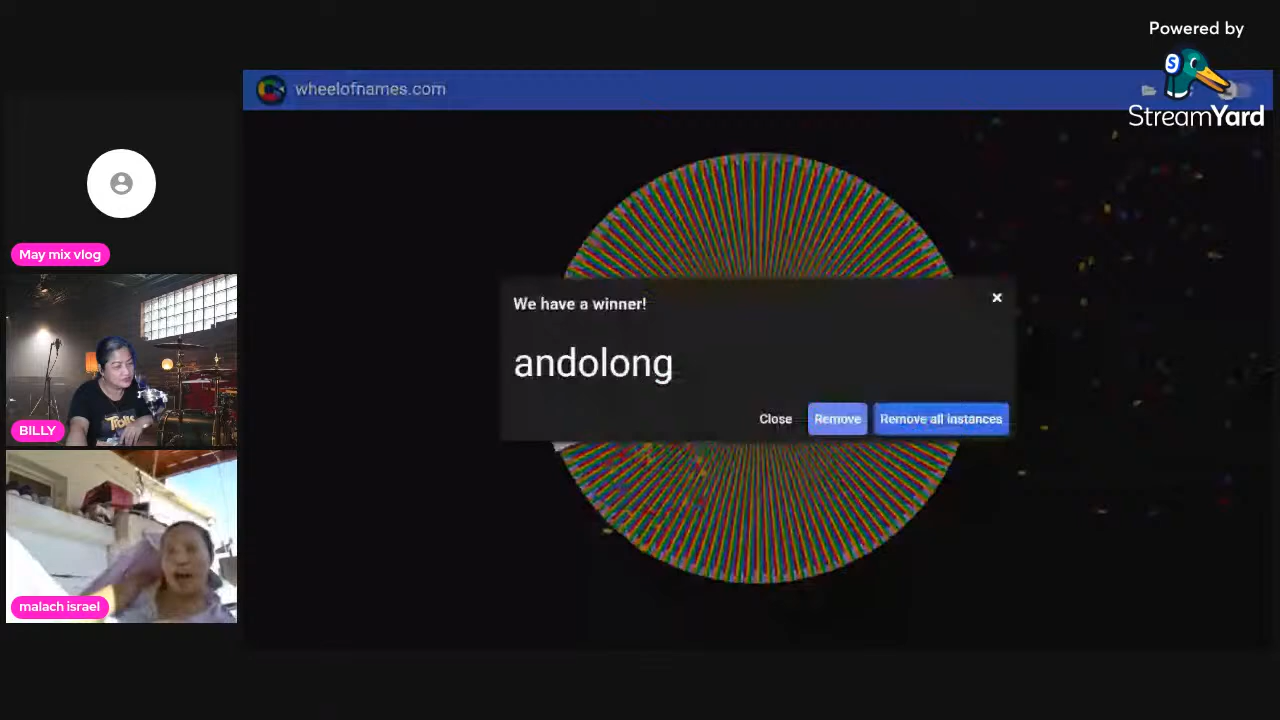 Powered by
StreamYard
wheelofnames.com
May mix vlog
We have a winner!
andolong
Close
Remove
Remove all instances
BILLY
Trolls
malach israel